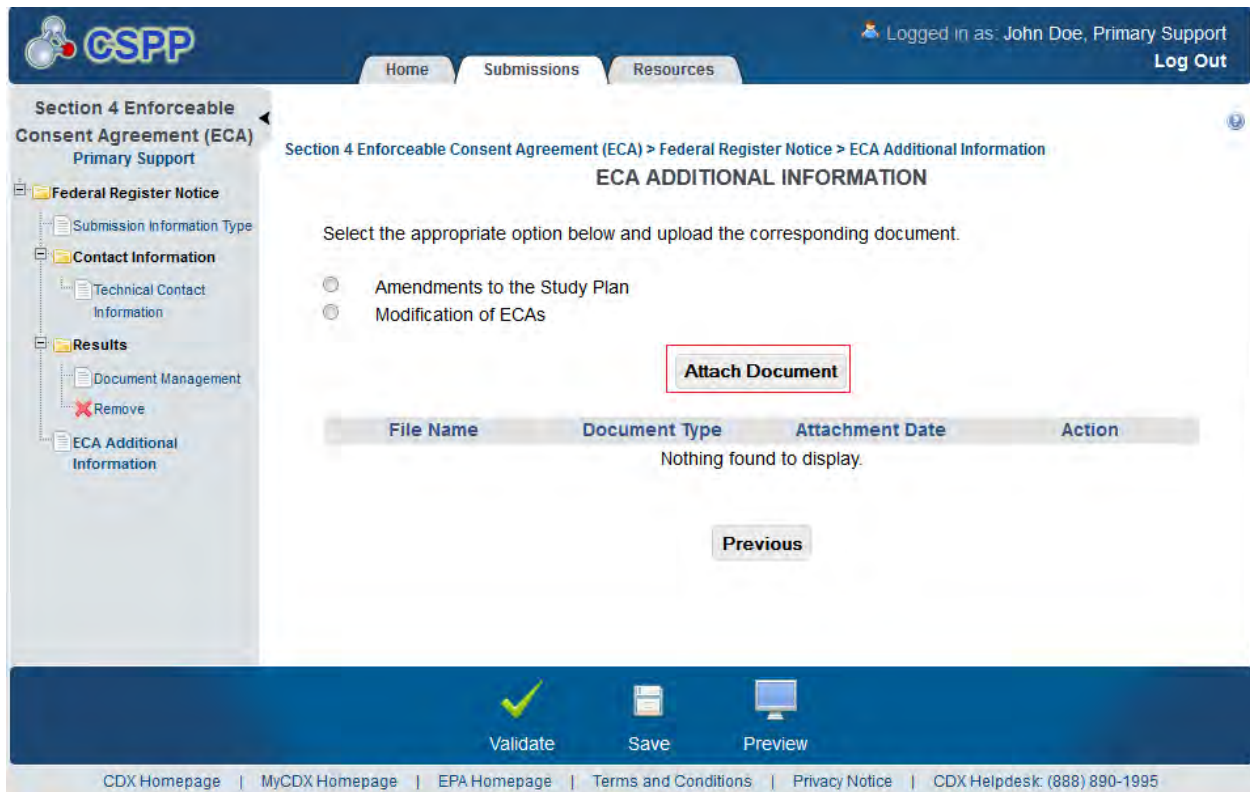 CSPP
Logged in as: John Doe, Primary Support
Log Out
Home
Submissions
Resources
Section 4 Enforceable
Consent Agreement (ECA)
Primary Support
Federal Register Notice
Submission Information Type
Contact Information
Technical Contact
Information
Results
Document Management
Remove
ECA Additional
Information
Section 4 Enforceable Consent Agreement (ECA) > Federal Register Notice > ECA Additional Information
ECA ADDITIONAL INFORMATION
Select the appropriate option below and upload the corresponding document.
Amendments to the Study Plan
Modification of ECAs
Attach Document
File Name Document Type Attachment Date Action
Nothing found to display.
Previous
Validate Save Preview
CDX Homepage | MyCDX Homepage | EPA Homepage | Terms and Conditions | Privacy Notice | CDX Helpdesk: (888) 890-1995